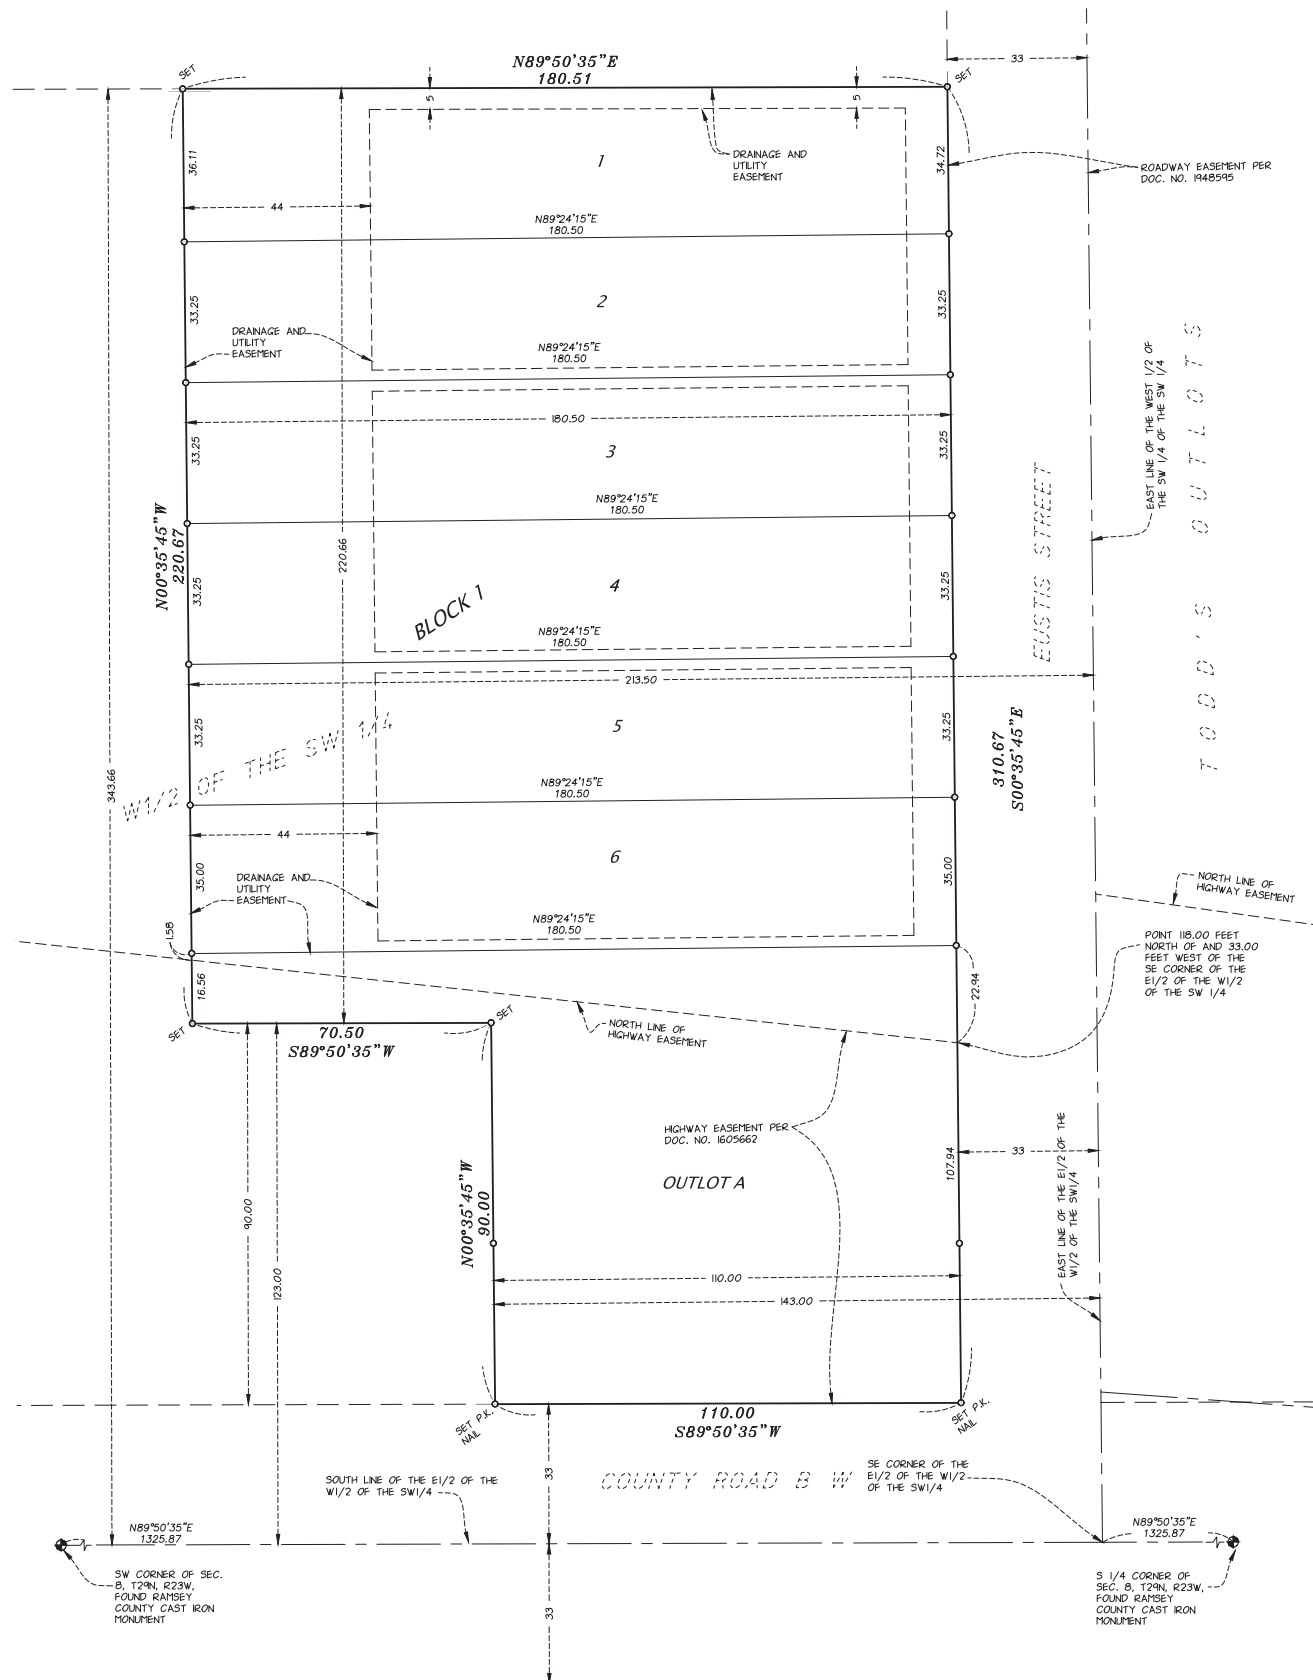 N89°50'35"E
180.51
33
SET
SET
5
5
1
DRAINAGE AND
UTILITY
EASEMENT
36.11
34.72
ROADWAY EASEMENT PER
DOC. NO. 1948595
44
N89°24'15"E
180.50
2
33.25
33.25
DRAINAGE AND
UTILITY
EASEMENT
N89°24'15"E
180.50
EAST LINE OF THE WEST 1/2 OF
THE SW 1/4 OF THE SW 1/4
TODD'S OUTLOTS
180.50
3
33.25
33.25
N89°24'15"E
180.50
N00°35'45"W
220.67
220.66
EUSTIS STREET
33.25
33.25
4
BLOCK 1
N89°24'15"E
180.50
213.50
5
33.25
33.25
W1/2 OF THE SW 1/4
310.67
S00°35'45"E
343.66
N89°24'15"E
180.50
44
6
35.00
35.00
DRAINAGE AND
UTILITY
EASEMENT
NORTH LINE OF
HIGHWAY EASEMENT
N89°24'15"E
180.50
1.58
POINT 118.00 FEET
NORTH OF AND 33.00
FEET WEST OF THE
SE CORNER OF THE
E1/2 OF THE W1/2
OF THE SW 1/4
16.56
22.94
SET
SET
70.50
S89°50'35"W
NORTH LINE OF
HIGHWAY EASEMENT
HIGHWAY EASEMENT PER
DOC. NO. 1605662
N00°35'45"W
90.00
OUTLOT A
107.94
33
EAST LINE OF THE E1/2 OF THE
W1/2 OF THE SW1/4
90.00
123.00
110.00
143.00
SET P.K.
NAIL
110.00
S89°50'35"W
SET P.K.
NAIL
33
SOUTH LINE OF THE E1/2 OF THE
W1/2 OF THE SW1/4
COUNTY ROAD B W
SE CORNER OF THE
E1/2 OF THE W1/2
OF THE SW1/4
N89°50'35"E
1325.87
N89°50'35"E
1325.87
SW CORNER OF SEC.
8, T29N, R23W,
FOUND RAMSEY
COUNTY CAST IRON
MONUMENT
33
S 1/4 CORNER OF
SEC. 8, T29N, R23W,
FOUND RAMSEY
COUNTY CAST IRON
MONUMENT